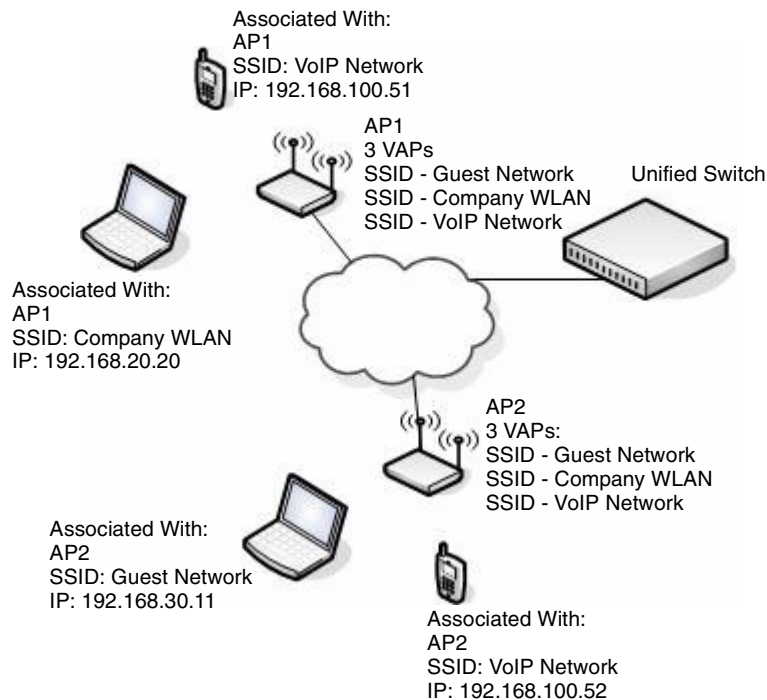 Associated With:
AP1
SSID: VoIP Network
IP: 192.168.100.51
AP1
3 VAPs
SSID - Guest Network
SSID - Company WLAN
SSID - VoIP Network
Unified Switch
Associated With:
AP1
SSID: Company WLAN
IP: 192.168.20.20
AP2
3 VAPs:
SSID - Guest Network
SSID - Company WLAN
SSID - VoIP Network
Associated With:
AP2
SSID: Guest Network
IP: 192.168.30.11
Associated With:
AP2
SSID: VoIP Network
IP: 192.168.100.52